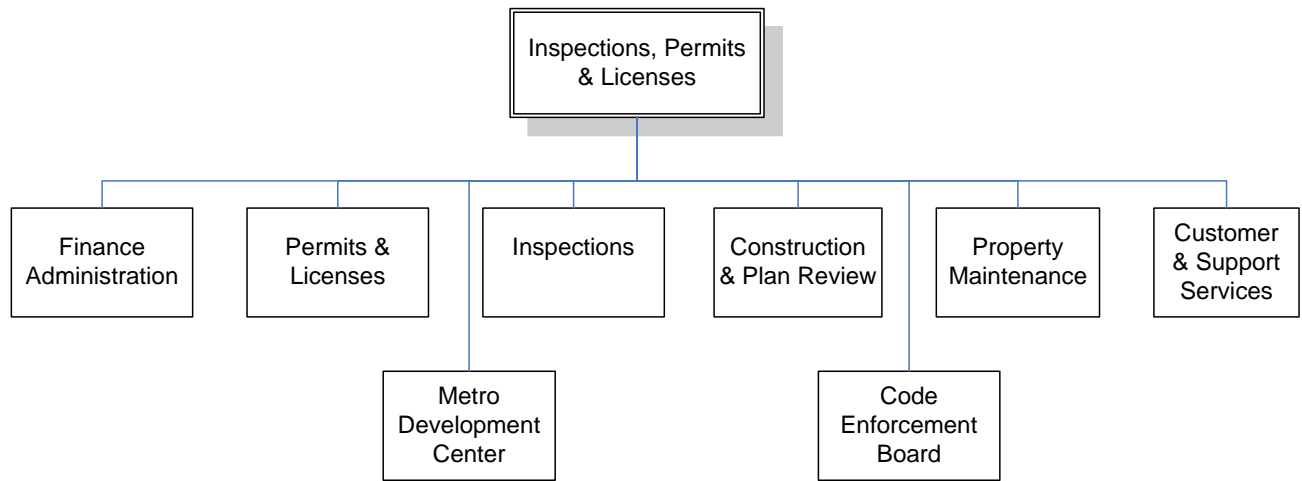 Inspections, Permits
& Licenses
Finance
Administration
Permits &
Licenses
Inspections
Construction
& Plan Review
Property
Maintenance
Customer
& Support
Services
Metro
Development
Center
Code
Enforcement
Board